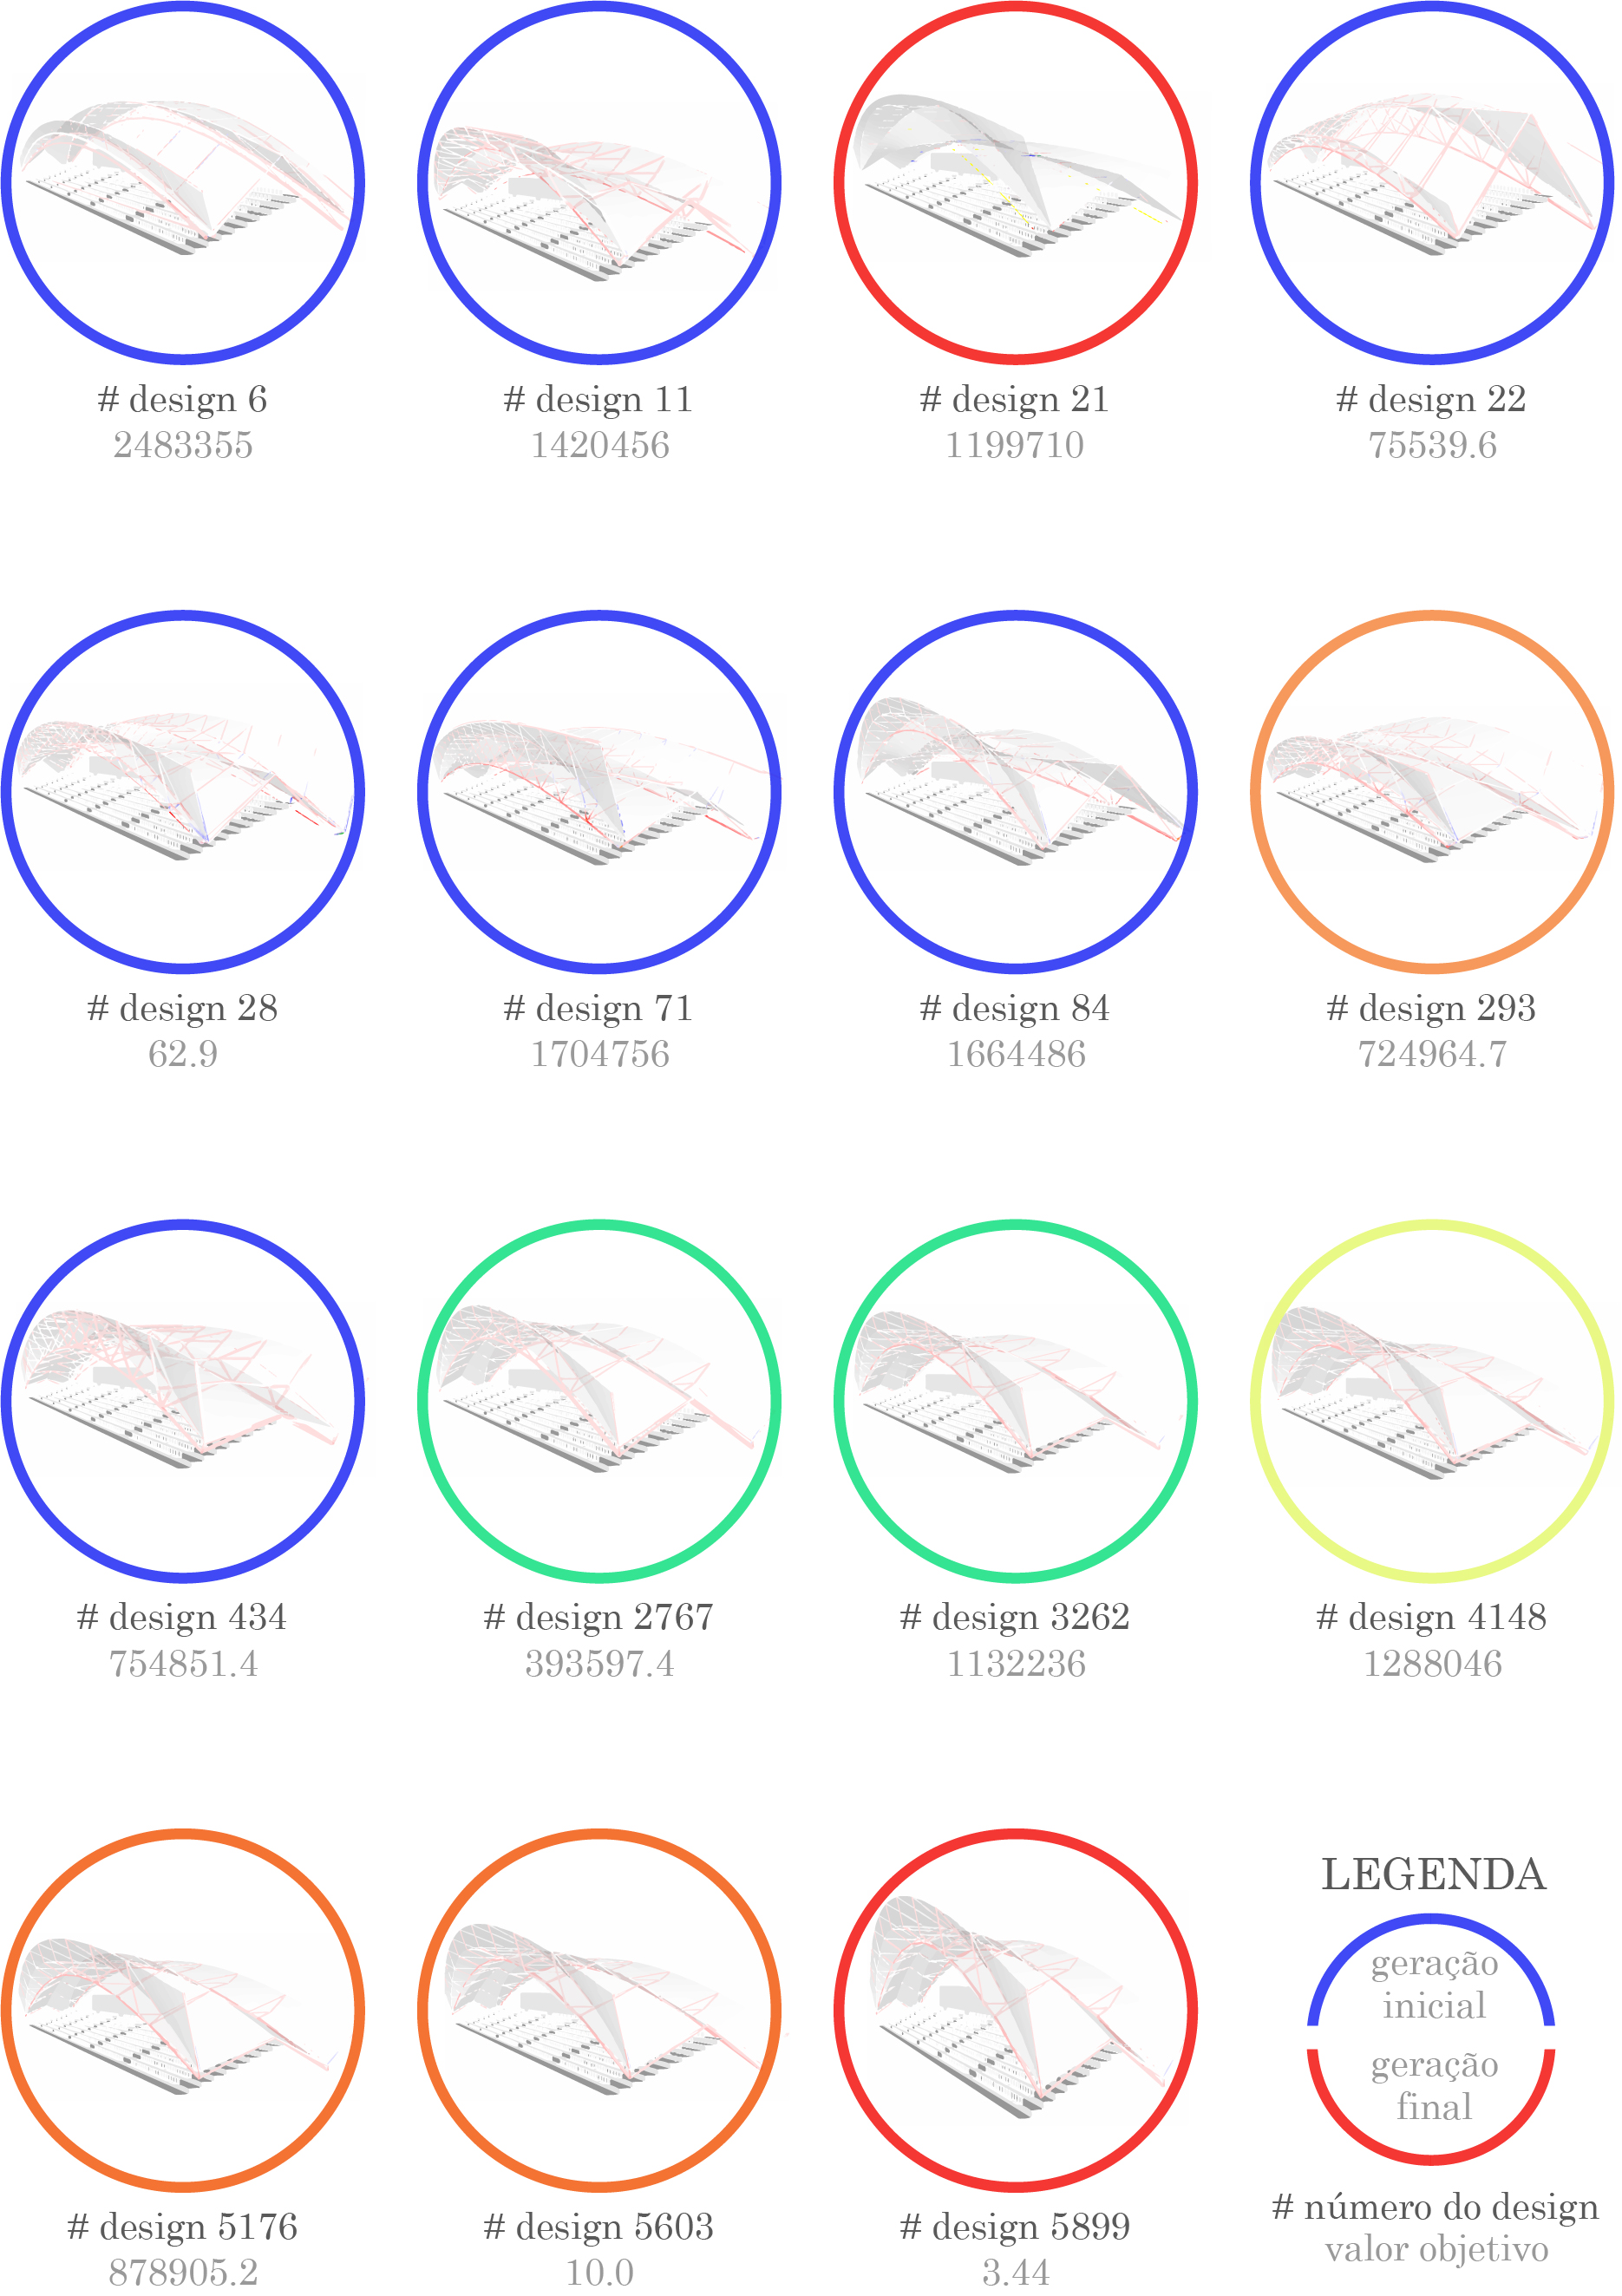 # design 6
2483355
# design 11
1420456
# design 21
1199710
# design 22
75539.6
# design 28
62.9
# design 71
1704756
# design 84
1664486
# design 293
724964.7
# design 434
754851.4
# design 2767
393597.4
# design 3262
1132236
# design 4148
1288046
# design 5176
878905.2
# design 5603
10.0
# design 5899
3.44
LEGENDA
geração
inicial
geração
final
# número do design
valor objetivo